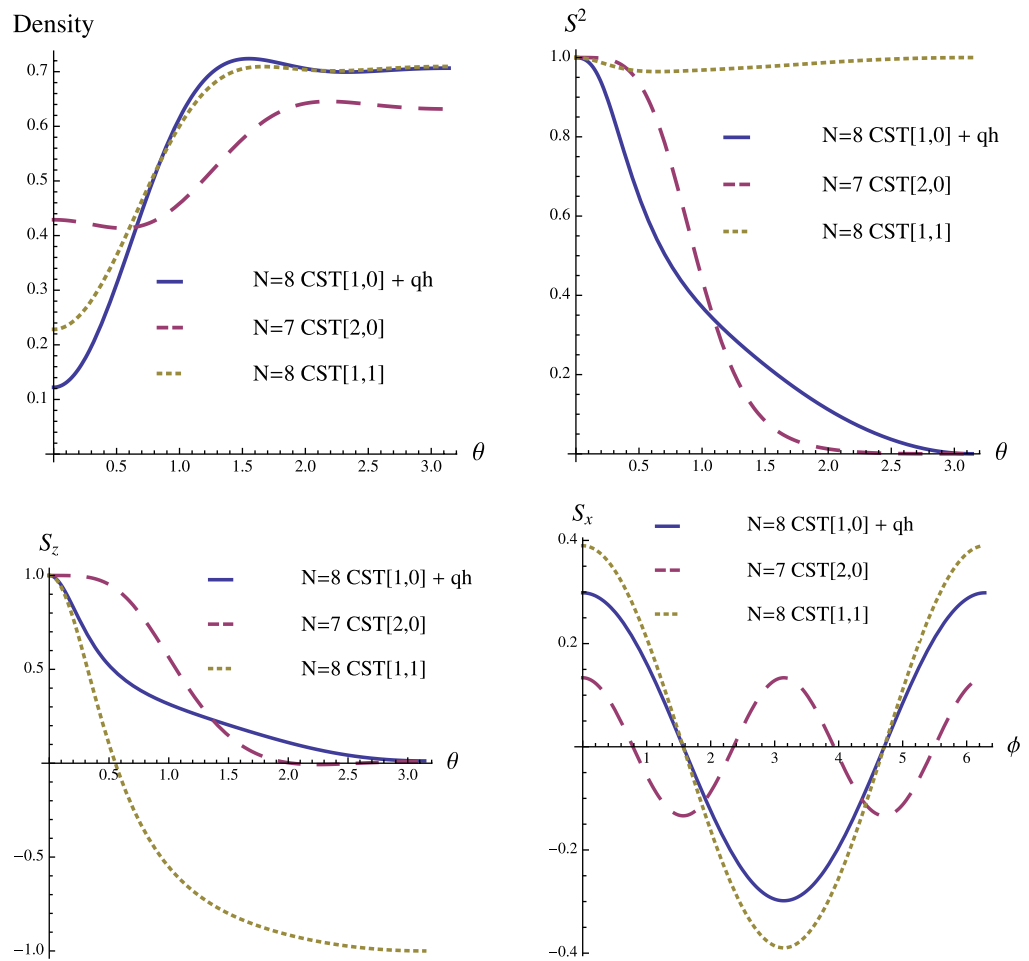 Density
0.7
0.6
0.5
0.4
0.3
0.2
0.1
0.5 1.0 1.5 2.0 2.5 3.0 θ
N=8 CST[1,0] + qh
N=7 CST[2,0]
N=8 CST[1,1]
S²
1.0
0.8
0.6
0.4
0.2
0.5 1.0 1.5 2.0 2.5 3.0 θ
N=8 CST[1,0] + qh
N=7 CST[2,0]
N=8 CST[1,1]
S_z
1.0
0.5
−0.5
−1.0
0.5 1.0 1.5 2.0 2.5 3.0 θ
N=8 CST[1,0] + qh
N=7 CST[2,0]
N=8 CST[1,1]
S_x
0.4
0.2
−0.2
−0.4
1 2 3 4 5 6 ϕ
N=8 CST[1,0] + qh
N=7 CST[2,0]
N=8 CST[1,1]